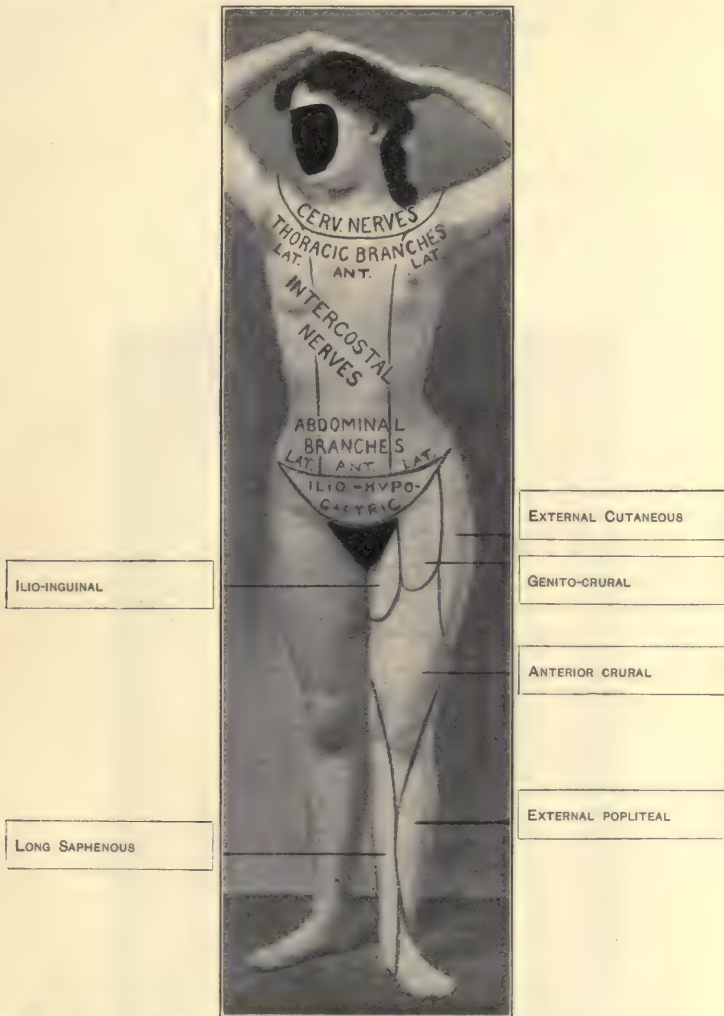 CERV. NERVES
THORACIC BRANCHES
LAT. ANT. LAT.
INTERCOSTAL
NERVES
ABDOMINAL
BRANCHES
LAT. ANT. LAT.
ILIO-HYPO-
GASTRIC
EXTERNAL CUTANEOUS
GENITO-CRURAL
ILIO-INGUINAL
ANTERIOR CRURAL
EXTERNAL POPLITEAL
LONG SAPHENOUS